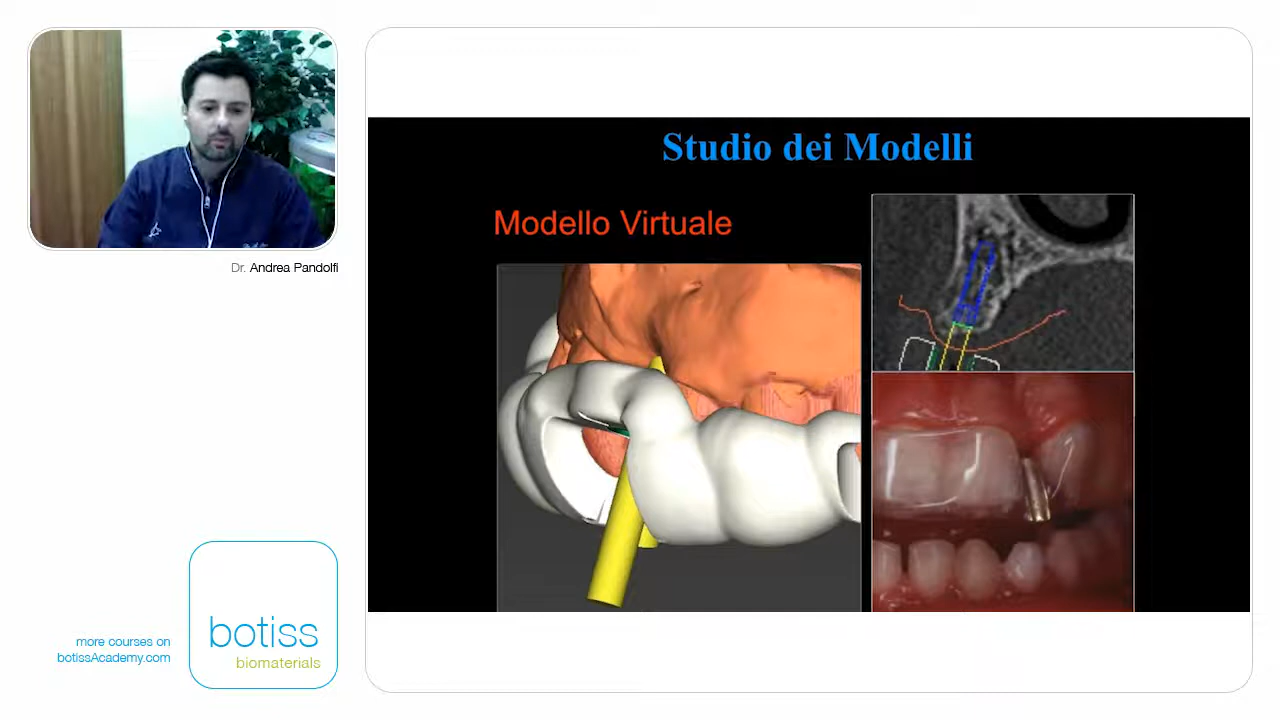 Studio dei Modelli
Modello Virtuale
Dr. Andrea Pandolfi
more courses on
botissAcademy.com
botiss
biomaterials